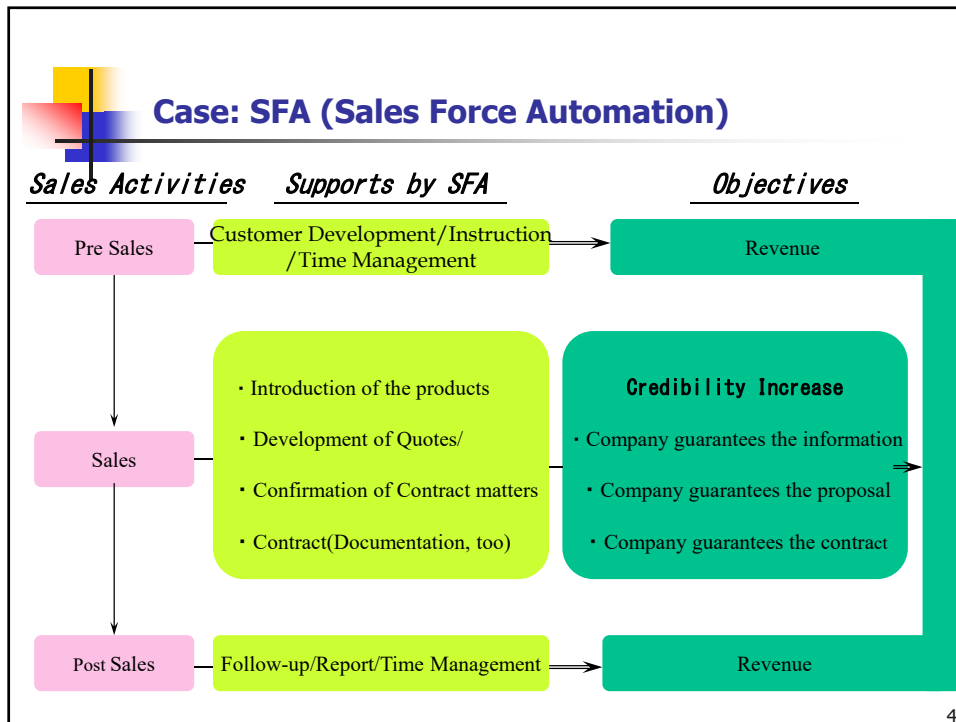 Case: SFA (Sales Force Automation)
Sales Activities
Supports by SFA
Objectives
Pre Sales
Customer Development/Instruction
/Time Management
Revenue
Sales
・Introduction of the products
・Development of Quotes/
・Confirmation of Contract matters
・Contract(Documentation, too)
Credibility Increase
・Company guarantees the information
・Company guarantees the proposal
・Company guarantees the contract
Post Sales
Follow-up/Report/Time Management
Revenue
4